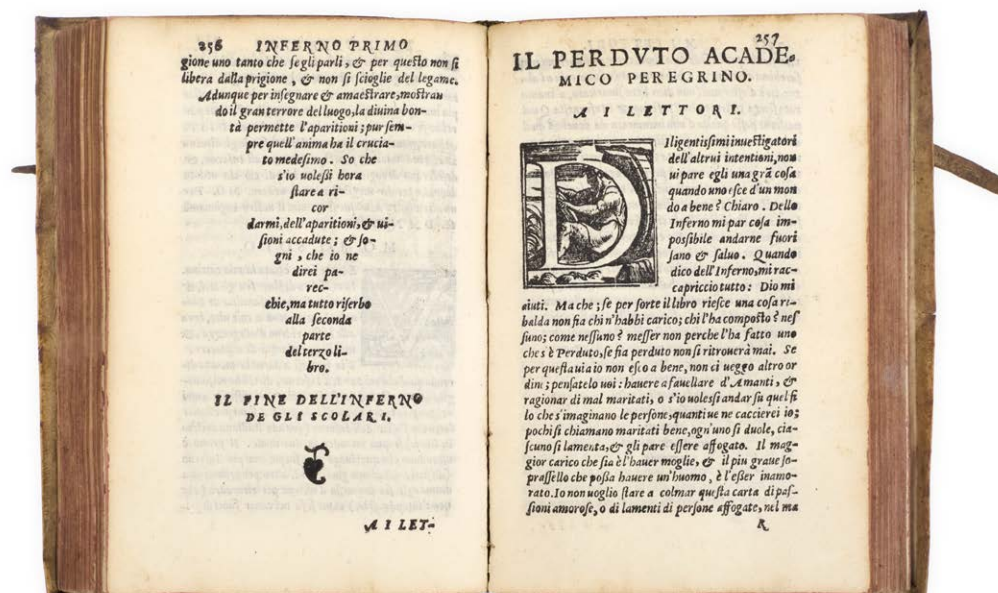 256 INFERNO PRIMO
gione uno tanto che se gli parli, & per questo non si
libera dalla prigione, & non si scioglie del legame.
Adunque per insegnare & amaestrare, mostran
do il gran terrore del luogo, la diuina bon-
tà permette l'aparitioni; pur sem-
pre quell'anima ha il crucia-
to medesimo. So che
s'io uolessi hora
stare a ri-
cor
darmi, dell'aparitioni, & ui-
sioni accadute; & so-
gni, che io ne
direi pa-
rec-
chie, ma tutto riserbo
alla seconda
parte
del terzo li-
bro.
IL FINE DELL'INFERNO
DE GLI SCOLARI.
A I LET-
257
IL PERDVTO ACADE-
MICO PEREGRINO.
A I LETTORI.
DIligentissimi inuestigatori
dell'altrui intentioni, non
ui pare egli una grã cosa
quando uno esce d'un mon
do a bene? Chiaro. Dello
Inferno mi par cosa im-
possibile andarne fuori
sano & saluo. Quando
dico dell'Inferno, mi rac-
capriccio tutto: Dio mi
aiuti. Ma che; se per sorte il libro riesce una cosa ri-
balda non fia chi n'habbi carico; chi l'ha composto? nes
suno; come nessuno? messer non perche l'ha fatto uno
che s'è Perduto, se fia perduto non si ritrouerà mai. Se
per questa uia io non esco a bene, non ci ueggo altro or
dine; pensatelo uoi: hauere a fauellare d'Amanti, &
ragionar di mal maritati, o s'io uolessi andar su quel fi
lo che s'imaginano le persone, quanti ue ne caccierei io;
pochi si chiamano maritati bene, ogn'uno si duole, cia-
scuno si lamenta, & gli pare essere affogato. Il mag-
gior carico che sia è l'hauer moglie, & il piu graue so-
prassello che possa hauere un'huomo, è l'esser inamo-
rato. Io non uoglio stare a colmar questa carta di pas-
sioni amorose, o di lamenti di persone affogate, nel ma
R